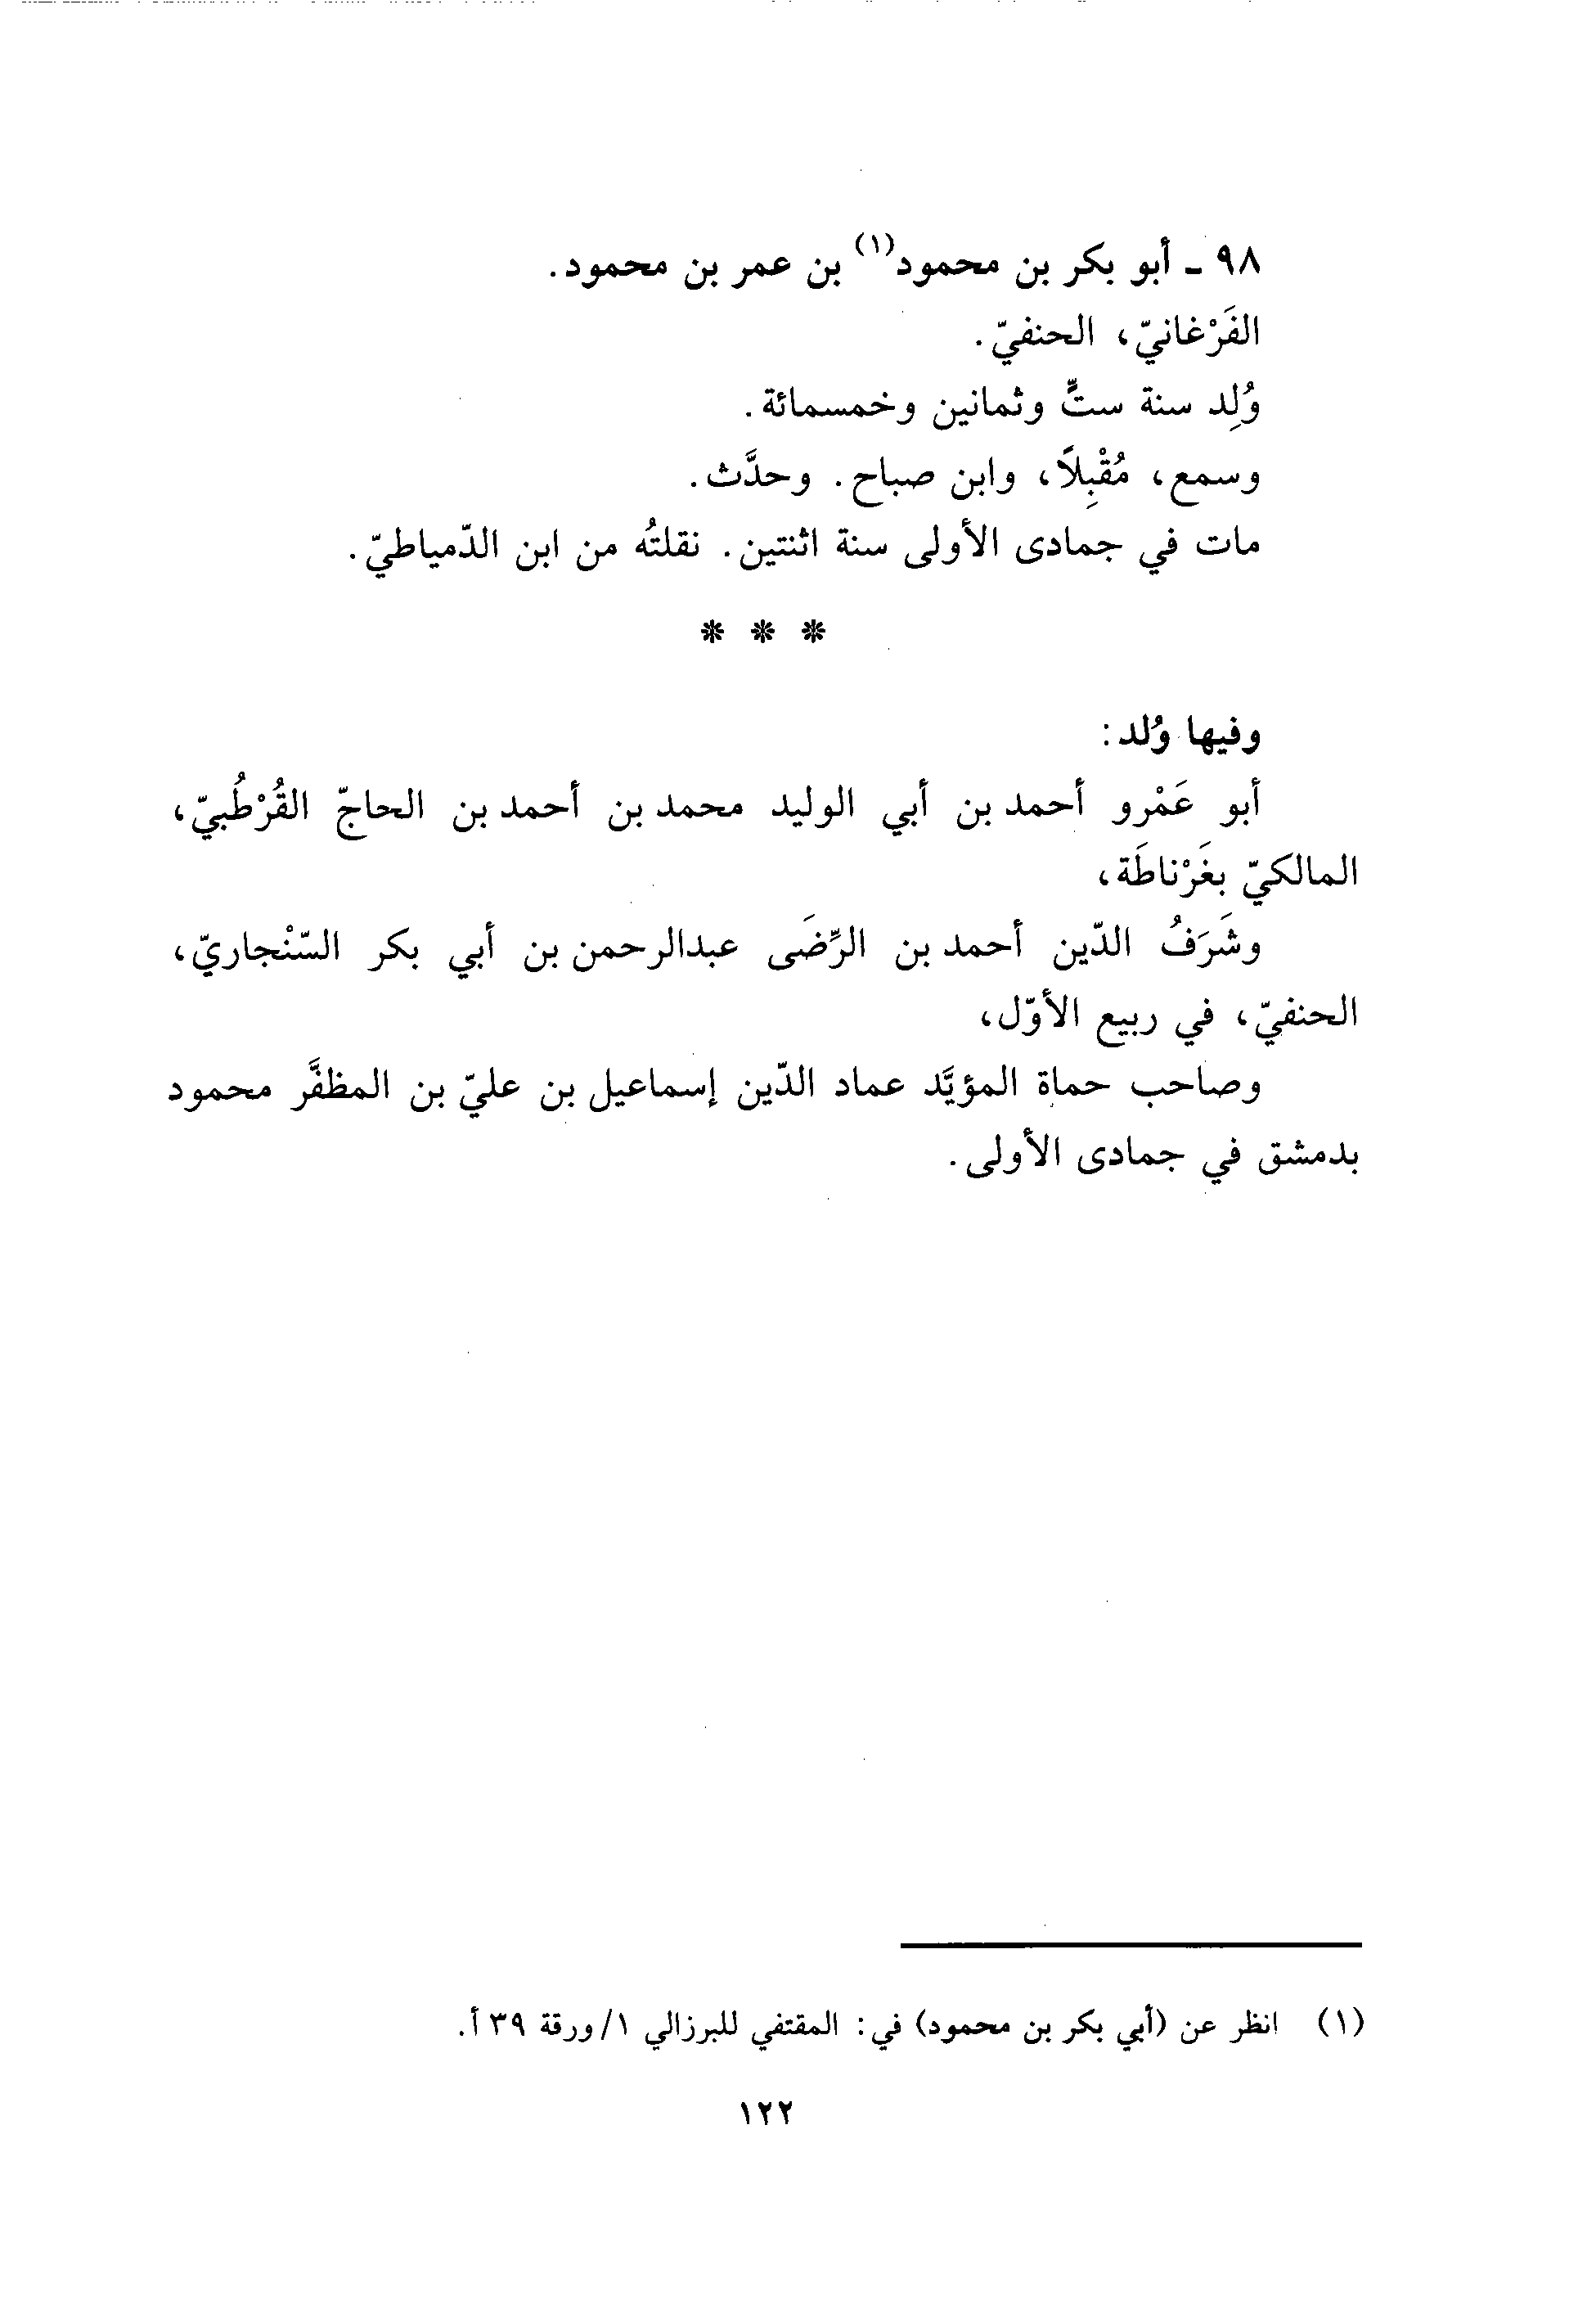 ٩٨ ـ أبو بكر بن محمود(١) بن عمر بن محمود.
الفَرْغانيّ، الحنفيّ.
وُلِد سنة ستٍّ وثمانين وخمسمائة.
وسمع، مُقْبِلاً، وابن صباح. وحدَّث.
مات في جمادى الأولى سنة اثنتين. نقلتُه من ابن الدّمياطيّ.
* * *
وفيها وُلد:
أبو عَمْرو أحمد بن أبي الوليد محمد بن أحمد بن الحاجّ القُرْطُبيّ،
المالكيّ بغَرْناطَة،
وشَرَفُ الدّين أحمد بن الرِّضَى عبدالرحمن بن أبي بكر السّنْجاريّ،
الحنفيّ، في ربيع الأوّل،
وصاحب حماة المؤيَّد عماد الدّين إسماعيل بن عليّ بن المظفَّر محمود
بدمشق في جمادى الأولى.
(١) انظر عن (أبي بكر بن محمود) في: المقتفي للبرزالي ١/ورقة ٣٩ أ.
١٢٢